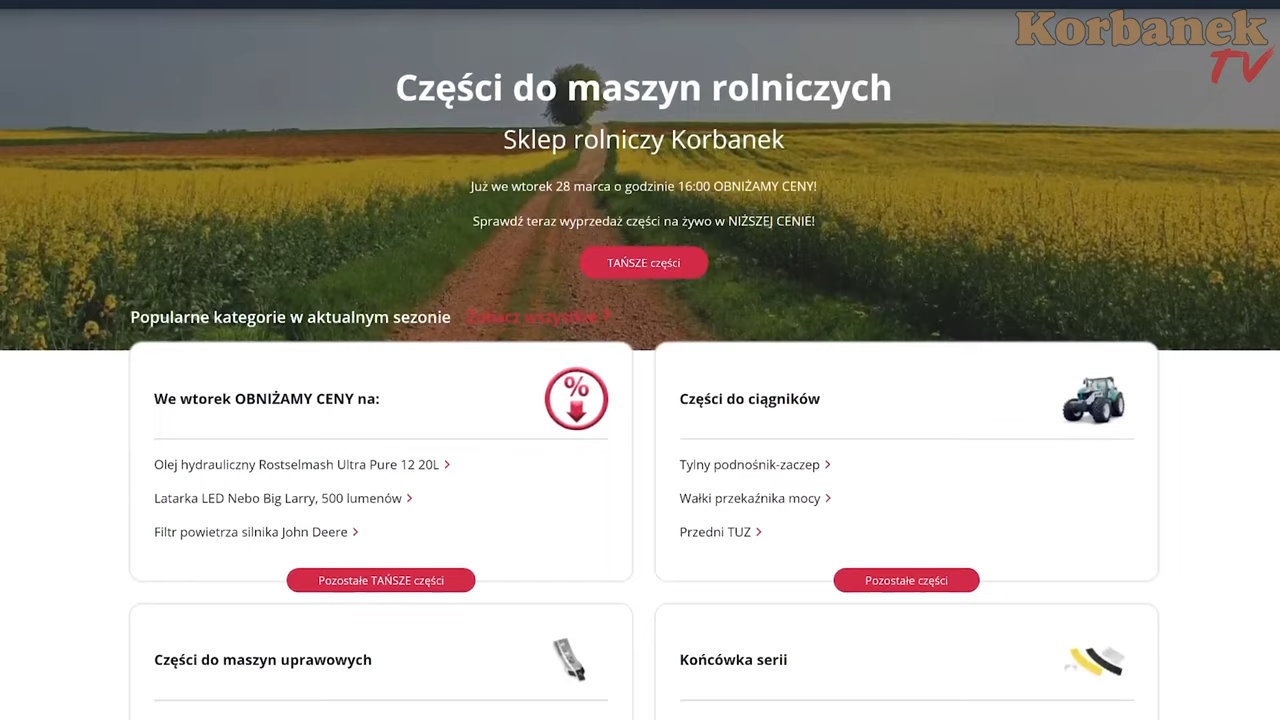 Korbanek
TV
Części do maszyn rolniczych
Sklep rolniczy Korbanek
Już we wtorek 28 marca o godzinie 16:00 OBNIŻAMY CENY!
Sprawdź teraz wyprzedaż części na żywo w NIŻSZEJ CENIE!
TAŃSZE części
Popularne kategorie w aktualnym sezonie Zobacz wszystkie >
We wtorek OBNIŻAMY CENY na:
%
Olej hydrauliczny Rostselmash Ultra Pure 12 20L >
Latarka LED Nebo Big Larry, 500 lumenów >
Filtr powietrza silnika John Deere >
Pozostałe TAŃSZE części
Części do ciągników
Tylny podnośnik-zaczep >
Wałki przekaźnika mocy >
Przedni TUZ >
Pozostałe części
Części do maszyn uprawowych
Końcówka serii